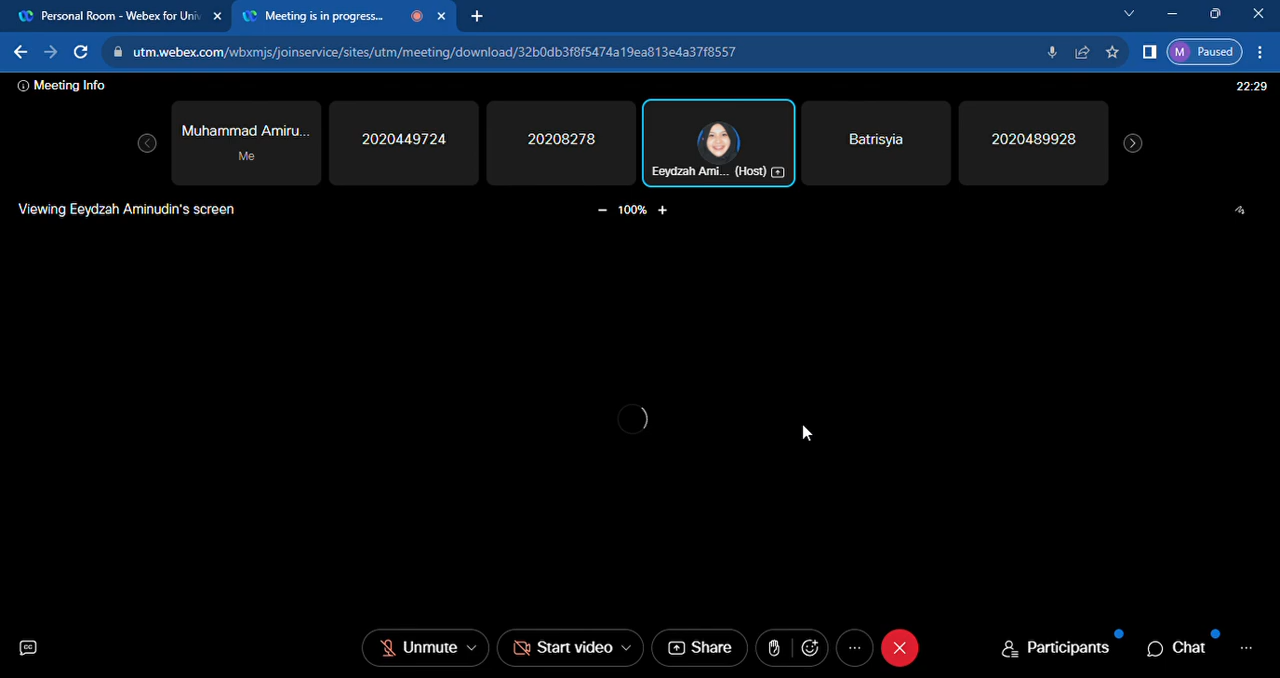 Personal Room - Webex for Univ
Meeting is in progress...
utm.webex.com/wbxmjs/joinservice/sites/utm/meeting/download/32b0db3f8f5474a19ea813e4a37f8557
M Paused
Meeting Info
22:29
Muhammad Amiru...
Me
2020449724
20208278
Eeydzah Ami... (Host)
Batrisyia
2020489928
Viewing Eeydzah Aminudin's screen
− 100% +
CC
Unmute
Start video
Share
...
Participants
Chat
...